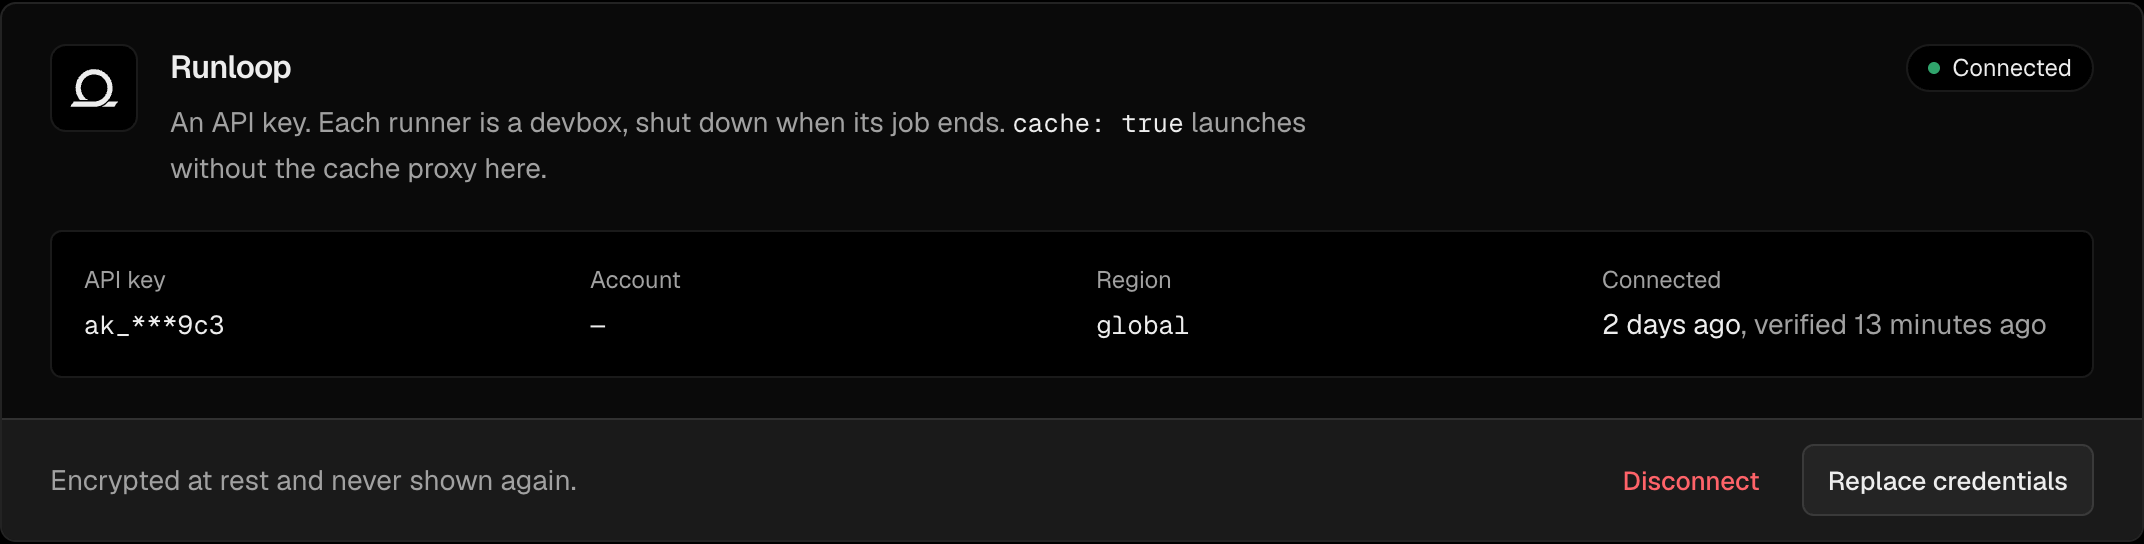 Runloop
Connected
An API key. Each runner is a devbox, shut down when its job ends. cache: true launches
without the cache proxy here.
API key
Account
Region
Connected
ak_***9c3
—
global
2 days ago, verified 13 minutes ago
Encrypted at rest and never shown again.
Disconnect
Replace credentials